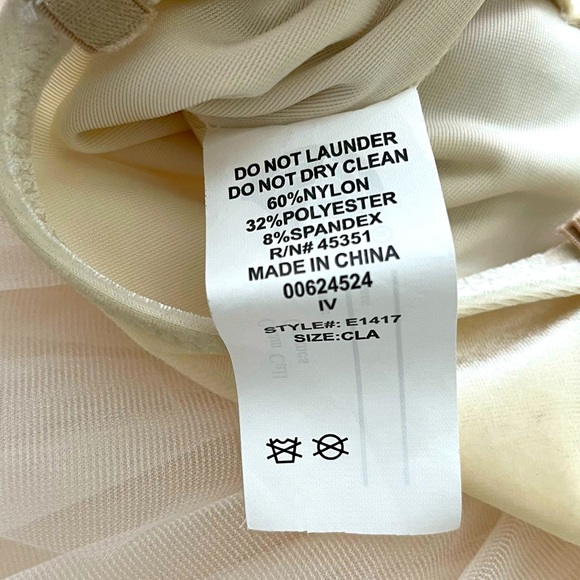 DO NOT LAUNDER
DO NOT DRY CLEAN
60%NYLON
32%POLYESTER
8%SPANDEX
R/N# 45351
MADE IN CHINA
00624524
IV
STYLE#: E1417
SIZE:CLA